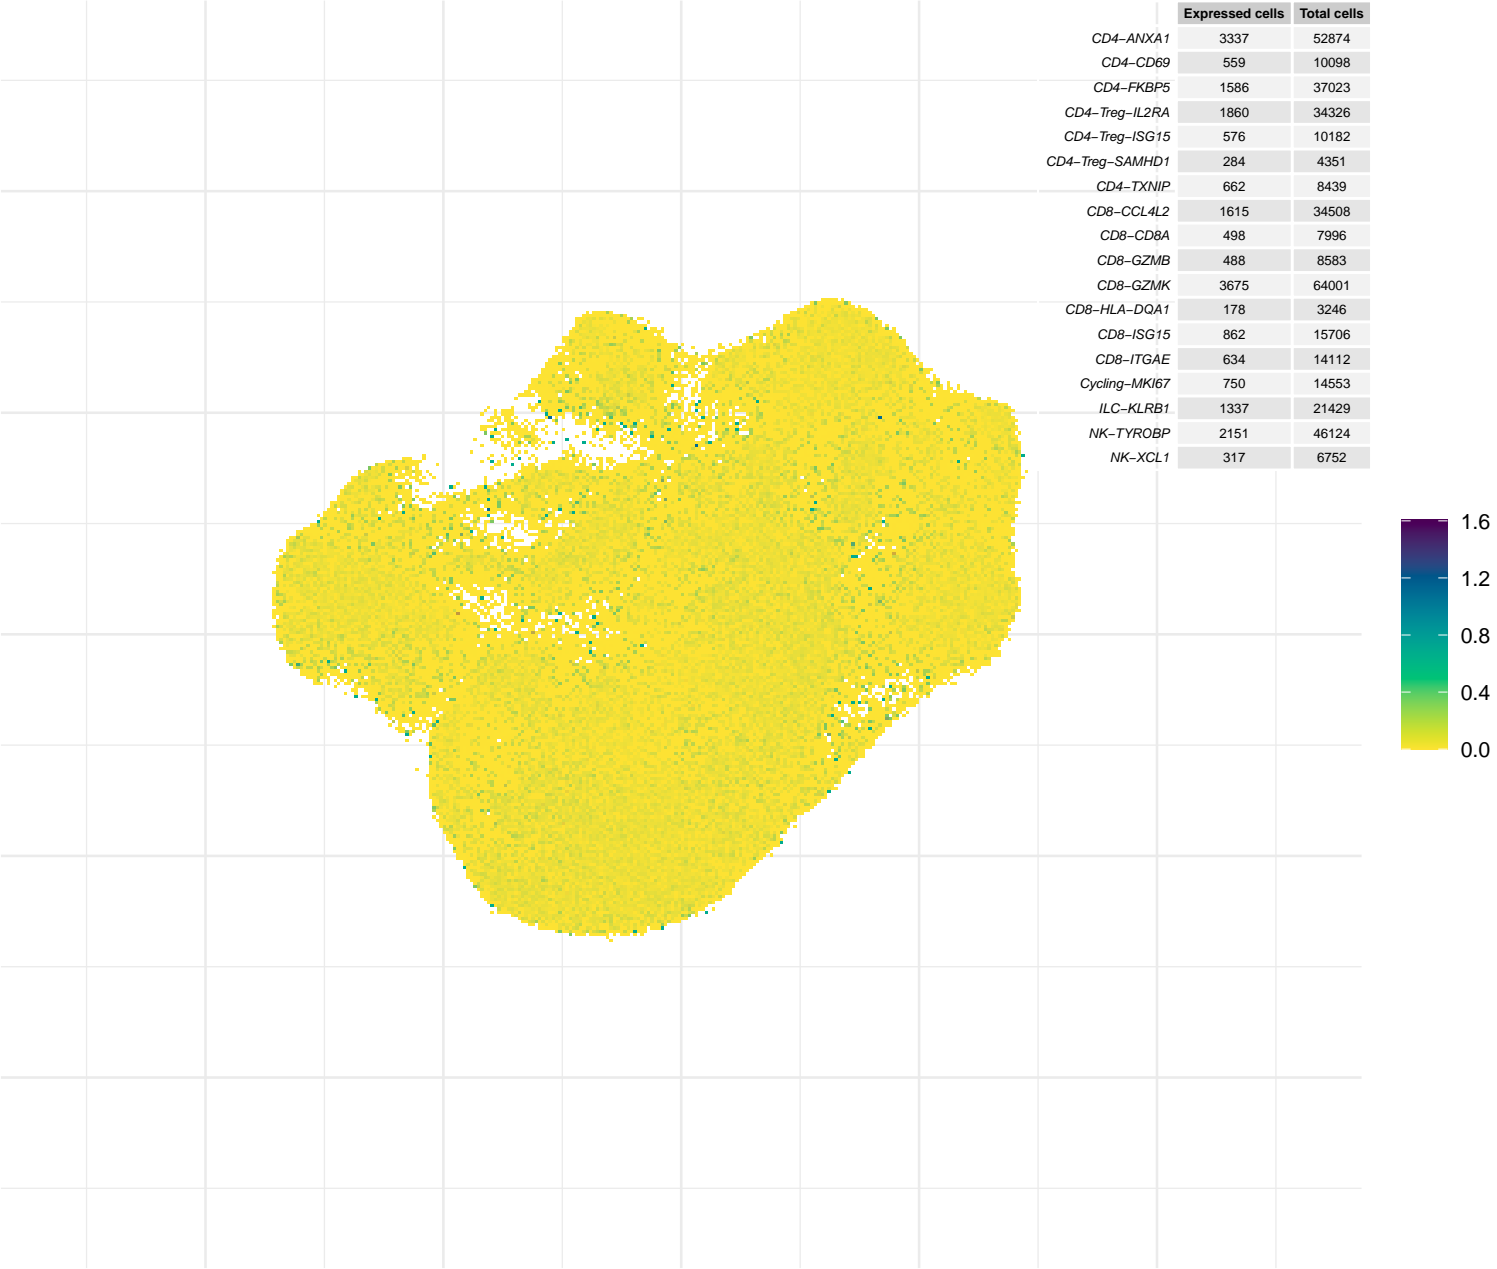 Expressed cells Total cells
CD4−ANXA1 3337 52874
CD4−CD69 559 10098
CD4−FKBP5 1586 37023
CD4−Treg−IL2RA 1860 34326
CD4−Treg−ISG15 576 10182
CD4−Treg−SAMHD1 284 4351
CD4−TXNIP 662 8439
CD8−CCL4L2 1615 34508
CD8−CD8A 498 7996
CD8−GZMB 488 8583
CD8−GZMK 3675 64001
CD8−HLA−DQA1 178 3246
CD8−ISG15 862 15706
CD8−ITGAE 634 14112
Cycling−MKI67 750 14553
ILC−KLRB1 1337 21429
NK−TYROBP 2151 46124
NK−XCL1 317 6752
1.6
1.2
0.8
0.4
0.0